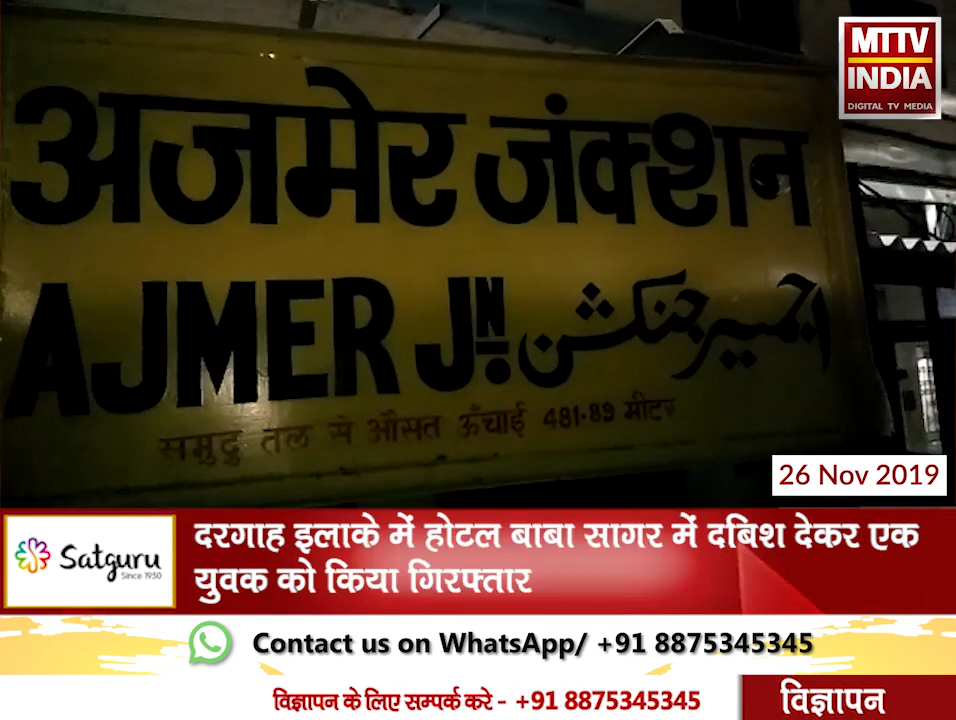 MTTV
INDIA
DIGITAL TV MEDIA
अजमेर जंक्शन
AJMER JN. اجمیر جنکشن
समुद्र तल से औसत ऊँचाई 481.89 मीटर
26 Nov 2019
Satguru
Since 1950
दरगाह इलाके में होटल बाबा सागर में दबिश देकर एक
युवक को किया गिरफ्तार
Contact us on WhatsApp/ +91 8875345345
विज्ञापन के लिए सम्पर्क करे - +91 8875345345
विज्ञापन